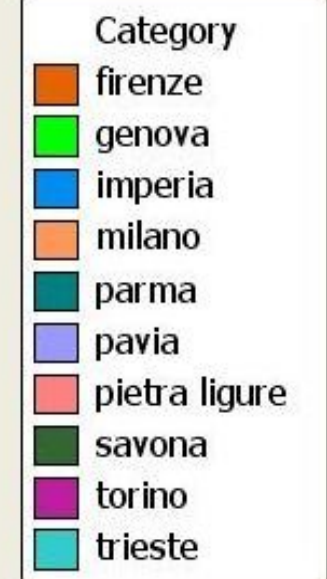 Category
firenze
genova
imperia
milano
parma
pavia
pietra ligure
savona
torino
trieste